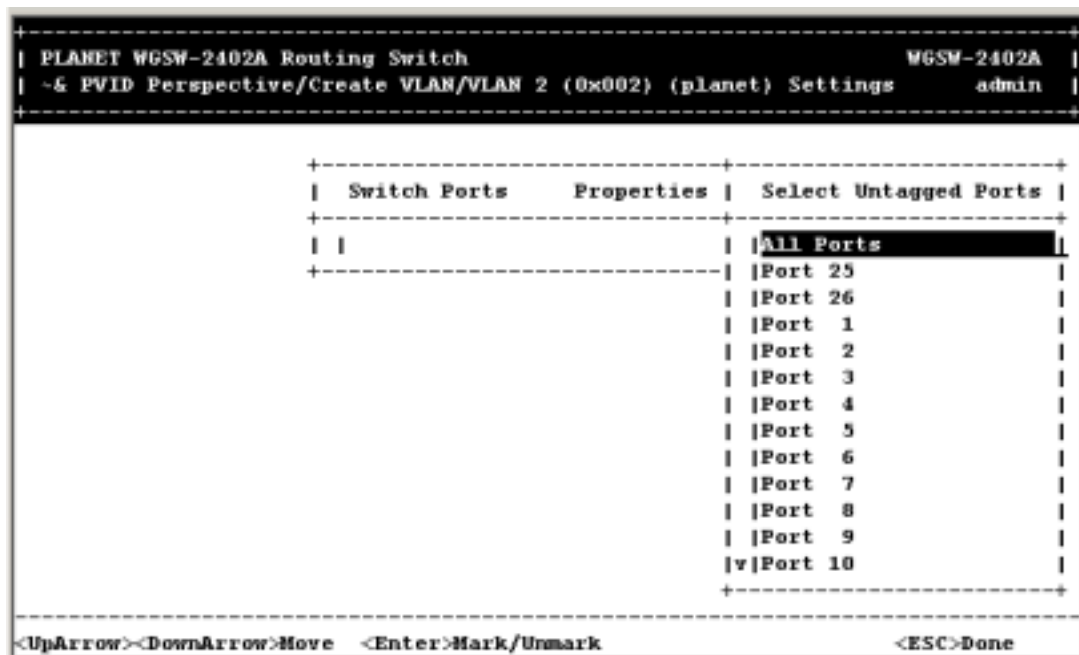 PLANET WGSW-2402A Routing Switch WGSW-2402A
~& PVID Perspective/Create VLAN/VLAN 2 (0x002) (planet) Settings admin
Switch Ports Properties Select Untagged Ports
All Ports
Port 25
Port 26
Port 1
Port 2
Port 3
Port 4
Port 5
Port 6
Port 7
Port 8
Port 9
v Port 10
<UpArrow><DownArrow>Move <Enter>Mark/Unmark <ESC>Done